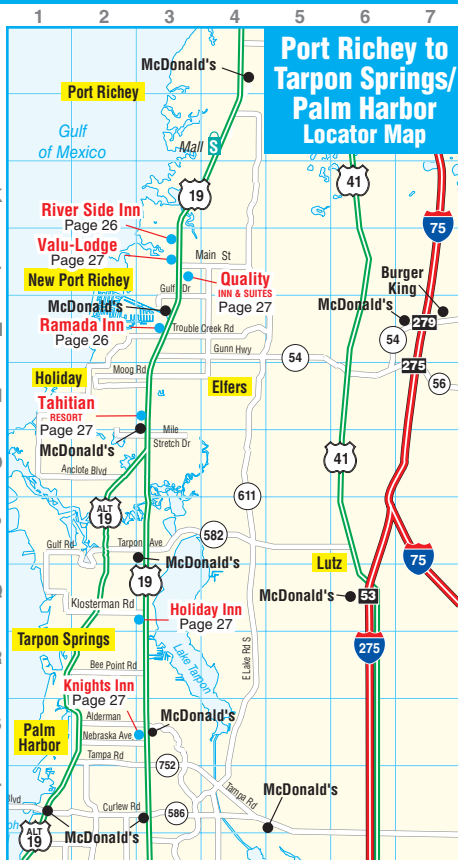 1 2 3 4 5 6 7
Port Richey to
Tarpon Springs/
Palm Harbor
Locator Map
McDonald's
Port Richey
Gulf
of Mexico
Mall S
19
41
75
River Side Inn
Page 26
Valu-Lodge
Page 27
Main St
New Port Richey
Quality
INN & SUITES
Page 27
Gulf Dr
Burger
King
McDonald's
McDonald's
279
Ramada Inn
Page 26
Trouble Creek Rd
54
Gunn Hwy
54
275
56
Moog Rd
Holiday
Elfers
Tahitian
RESORT
Page 27
Mile
Stretch Dr
McDonald's
41
Anclote Blvd
611
ALT
19
582
Gulf Rd
Tarpon Ave
McDonald's
Lutz
75
19
McDonald's
53
Klosterman Rd
Holiday Inn
Page 27
Tarpon Springs
275
E Lake Rd S
Lake Tarpon
Bee Point Rd
Knights Inn
Page 27
Alderman
McDonald's
Palm
Harbor
Nebraska Ave
Tampa Rd
752
Tampa Rd
McDonald's
Blvd
Curlew Rd
586
ALT
19
McDonald's